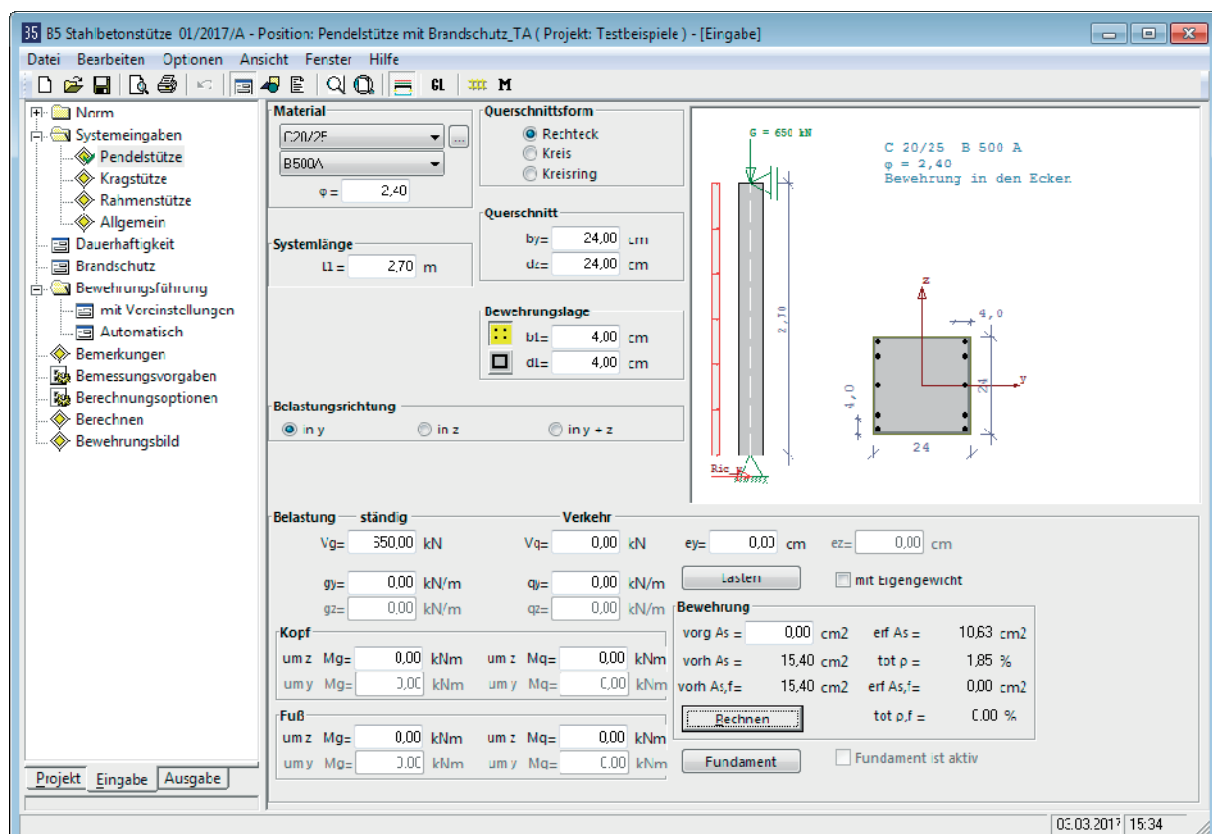 B5 Stahlbetonstütze 01/2017/A - Position: Pendelstütze mit Brandschutz_TA ( Projekt: Testbeispiele ) - [Eingabe]
Datei Bearbeiten Optionen Ansicht Fenster Hilfe
GL M
Norm
Systemeingaben
Pendelstütze
Kragstütze
Rahmenstütze
Allgemein
Dauerhaftigkeit
Brandschutz
Bewehrungsführung
mit Voreinstellungen
Automatisch
Bemerkungen
Bemessungsvorgaben
Berechnungsoptionen
Berechnen
Bewehrungsbild
Projekt Eingabe Ausgabe
Material
C20/25 ...
B500A
φ = 2,40
Systemlänge
l1 = 2,70 m
Querschnittsform
Rechteck
Kreis
Kreisring
Querschnitt
by= 24,00 cm
dz= 24,00 cm
Bewehrungslage
b1= 4,00 cm
d1= 4,00 cm
Belastungsrichtung
in y in z in y + z
G = 650 kN
C 20/25 B 500 A
φ = 2,40
Bewehrung in den Ecken
2,70
z
4,0
y
24
4,0
24
Belastung ständig Verkehr
Vg= 650,00 kN Vq= 0,00 kN ey= 0,00 cm ez= 0,00 cm
gy= 0,00 kN/m qy= 0,00 kN/m Lasten mit Eigengewicht
gz= 0,00 kN/m qz= 0,00 kN/m
Kopf
um z Mg= 0,00 kNm um z Mq= 0,00 kNm
um y Mg= 0,00 kNm um y Mq= 0,00 kNm
Fuß
um z Mg= 0,00 kNm um z Mq= 0,00 kNm
um y Mg= 0,00 kNm um y Mq= 0,00 kNm
Bewehrung
vorg As = 0,00 cm2 erf As = 10,63 cm2
vorh As = 15,40 cm2 tot ρ = 1,85 %
vorh As,f= 15,40 cm2 erf As,f= 0,00 cm2
Rechnen tot ρ,f = 0.00 %
Fundament Fundament ist aktiv
03.03.2017 15:34